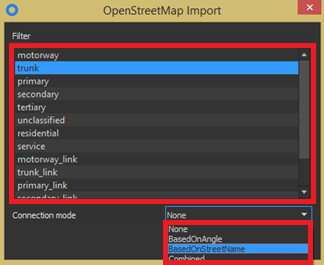 OpenStreetMap Import
Filter
motorway
trunk
primary
secondary
tertiary
unclassified
residential
service
motorway_link
trunk_link
primary_link
secondary_link
Connection mode
None
None
BasedOnAngle
BasedOnStreetName
Combined